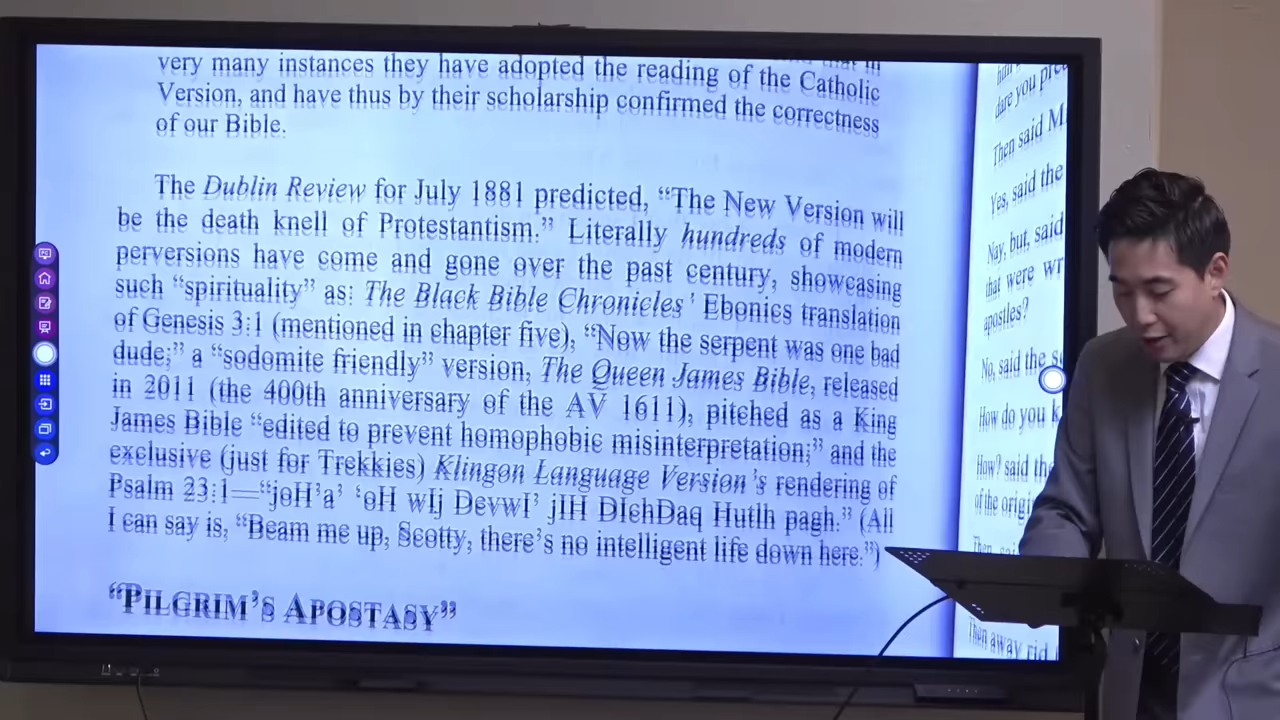 very many instances they have adopted the reading of the Catholic
Version, and have thus by their scholarship confirmed the correctness
of our Bible.
The Dublin Review for July 1881 predicted, “The New Version will
be the death knell of Protestantism.” Literally hundreds of modern
perversions have come and gone over the past century, showcasing
such “spirituality” as: The Black Bible Chronicles’ Ebonics translation
of Genesis 3:1 (mentioned in chapter five), “Now the serpent was one bad
dude;” a “sodomite friendly” version, The Queen James Bible, released
in 2011 (the 400th anniversary of the AV 1611), pitched as a King
James Bible “edited to prevent homophobic misinterpretation;” and the
exclusive (just for Trekkies) Klingon Language Version’s rendering of
Psalm 23:1—“joH’a’ ‘oH wIj DevwI’ jIH DIchDaq Hutlh pagh.” (All
I can say is, “Beam me up, Scotty, there’s no intelligent life down here.”)
“PILGRIM’S APOSTASY”
dare you
Then said
Yes, said the
Nay, but, said
that were
apostles?
No, said the
How do you
How? said
of the
Then away rid